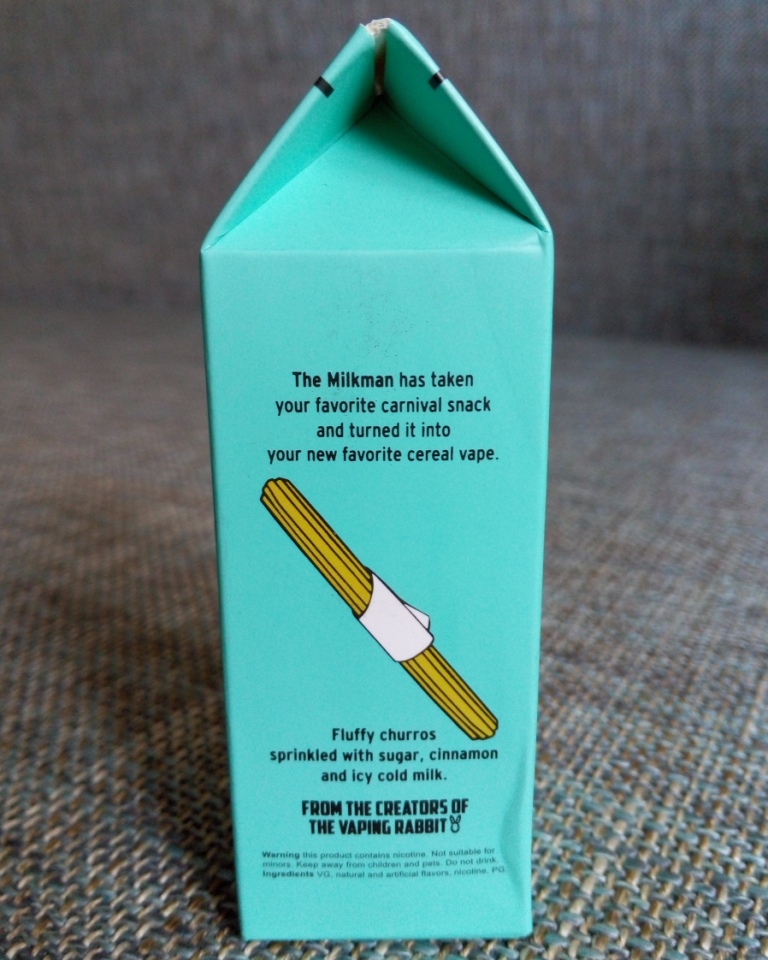 The Milkman has taken
your favorite carnival snack
and turned it into
your new favorite cereal vape.
Fluffy churros
sprinkled with sugar, cinnamon
and icy cold milk.
FROM THE CREATORS OF
THE VAPING RABBIT
Warning this product contains nicotine. Not suitable for
minors. Keep away from children and pets. Do not drink.
Ingredients VG, natural and artificial flavors, nicotine, PG